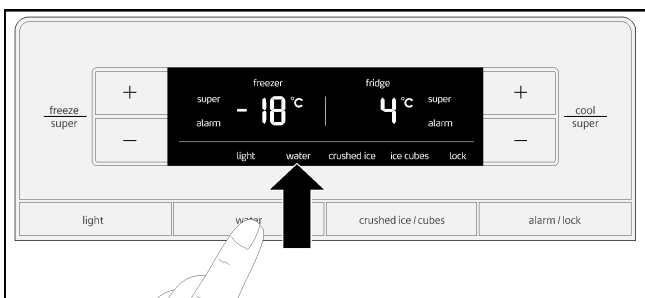 freezer fridge
super -18 °C 4 °C super
alarm alarm
light water crushed ice ice cubes lock
freeze
super
+
−
+
−
cool
super
light water crushed ice / cubes alarm / lock